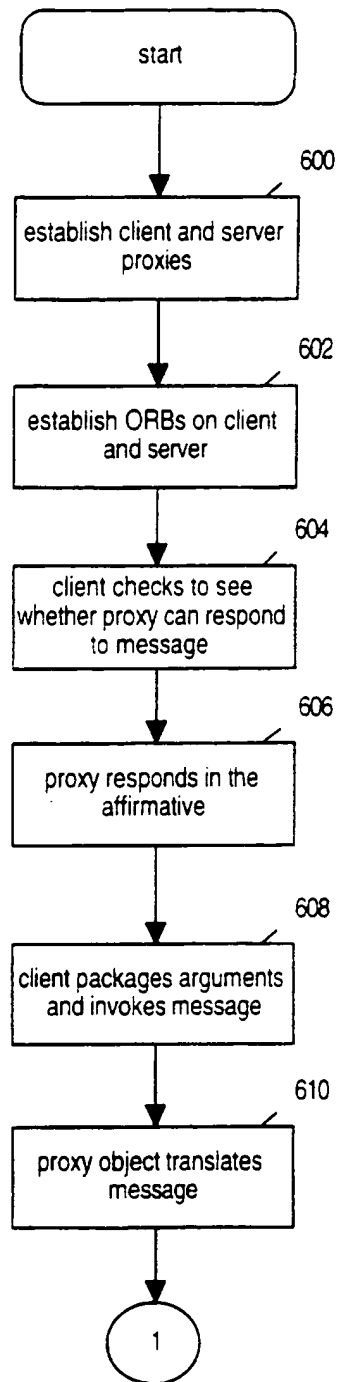 start
600
establish client and server
proxies
602
establish ORBs on client
and server
604
client checks to see
whether proxy can respond
to message
606
proxy responds in the
affirmative
608
client packages arguments
and invokes message
610
proxy object translates
message
1